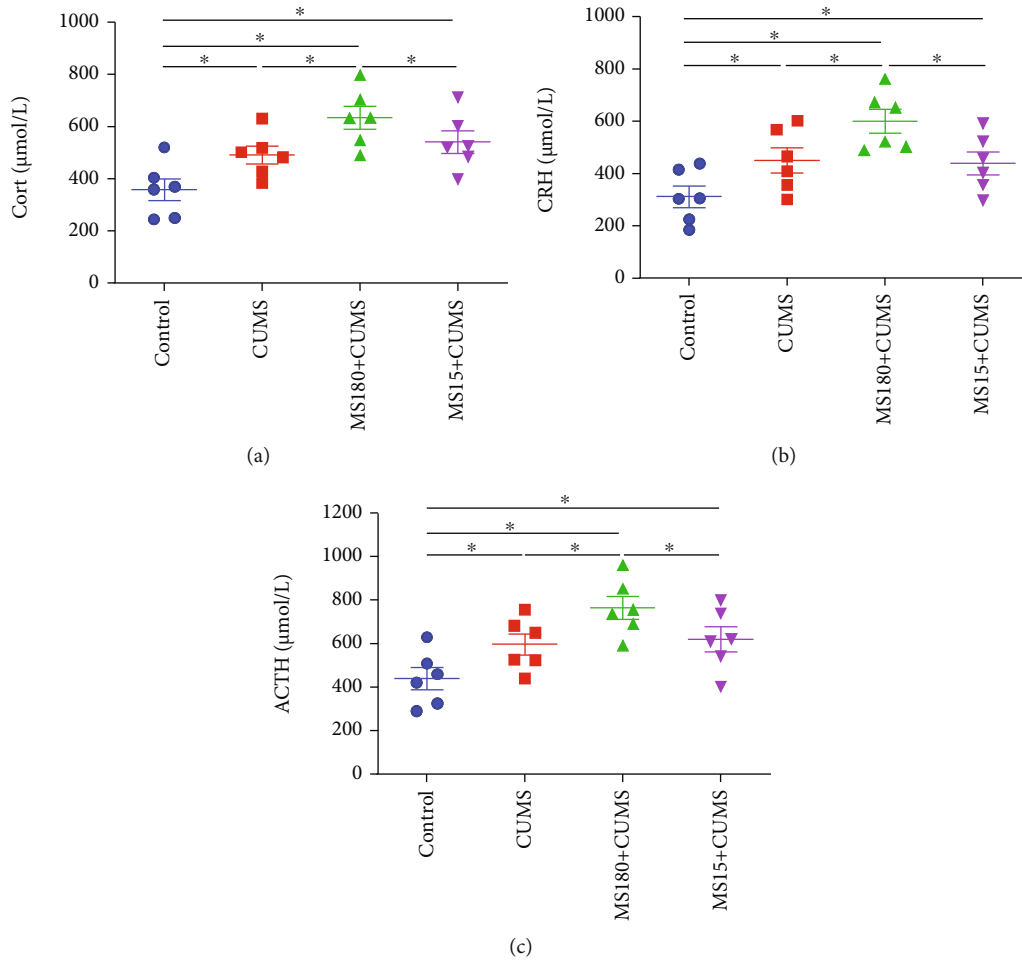 *
*
* * *
1000
800
600
400
200
0
Cort (μmol/L)
Control
CUMS
MS180+CUMS
MS15+CUMS
(a)
*
*
* * *
1000
800
600
400
200
0
CRH (μmol/L)
Control
CUMS
MS180+CUMS
MS15+CUMS
(b)
*
*
* * *
1200
1000
800
600
400
200
0
ACTH (μmol/L)
Control
CUMS
MS180+CUMS
MS15+CUMS
(c)